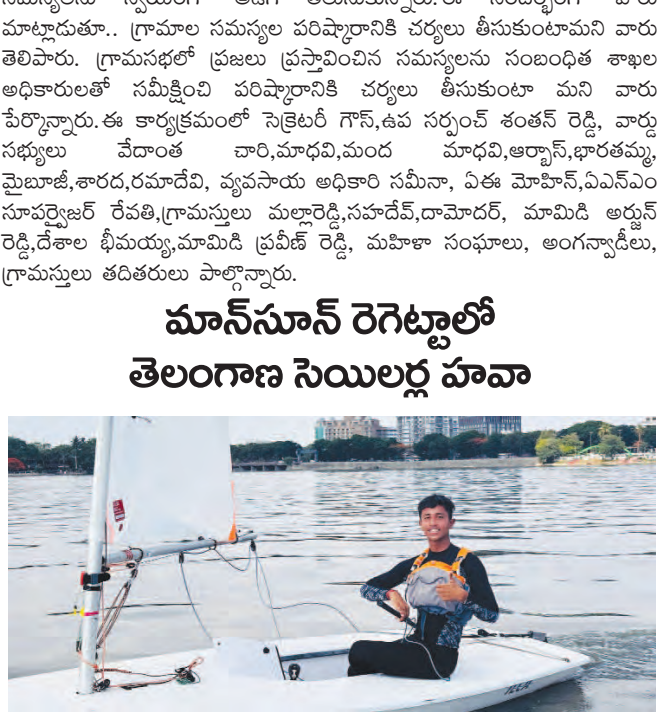 మాట్లాడుతూ.. గ్రామాల సమస్యల పరిష్కారానికి చర్యలు తీసుకుంటామని వారు
తెలిపారు. గ్రామసభలో ప్రజలు ప్రస్తావించిన సమస్యలను సంబంధిత శాఖల
అధికారులతో సమీక్షించి పరిష్కారానికి చర్యలు తీసుకుంటా మని వారు
పేర్కొన్నారు.ఈ కార్యక్రమంలో సెక్రెటరీ గౌస్,ఉప సర్పంచ్ శంతన్ రెడ్డి, వార్డు
సభ్యులు వేదాంత చారి,మాధవి,మంద మాధవి,ఆర్బాస్,భారతమ్మ,
మైబూజీ,శారద,రమాదేవి, వ్యవసాయ అధికారి సమీనా, ఏఈ మోహిన్,ఏఎన్ఎం
సూపర్వైజర్ రేవతి,గ్రామస్తులు మల్లారెడ్డి,సహదేవ్,దామోదర్, మామిడి అర్జున్
రెడ్డి,దేశాల భీమయ్య,మామిడి ప్రవీణ్ రెడ్డి, మహిళా సంఘాలు, అంగన్వాడీలు,
గ్రామస్తులు తదితరులు పాల్గొన్నారు.
మాన్‌సూన్ రెగెట్టాలో
తెలంగాణ సెయిలర్ల హవా